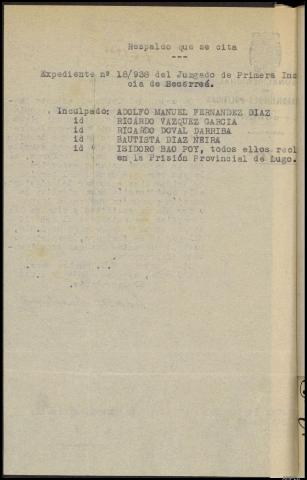 Respaldo que se cita
---
Expediente nº 18/938 del Juzgado de Primera Ins
cia de Becerreá.
Inculpado: ADOLFO MANUEL FERNANDEZ DIAZ
id RICARDO VAZQUEZ GARCIA
id RICARDO DOVAL DARRIBA
id BAUTISTA DIAZ NEIRA
id ISIDORO BAO POY, todos ellos recl
en la Prisión Provincial de Lugo.